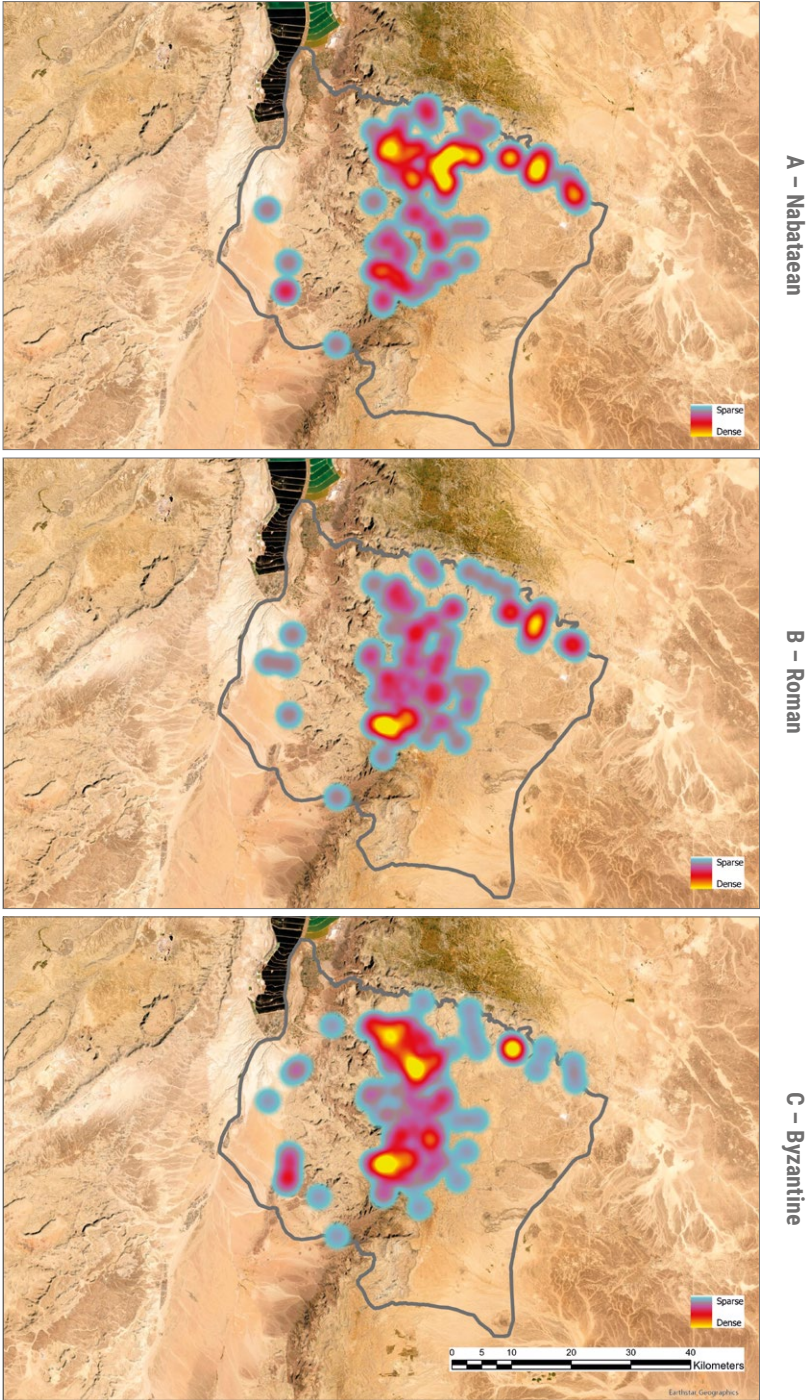 A – Nabataean
Sparse
Dense
B – Roman
Sparse
Dense
C – Byzantine
Sparse
Dense
0 5 10 20 30 40
Kilometers
Earthstar Geographics